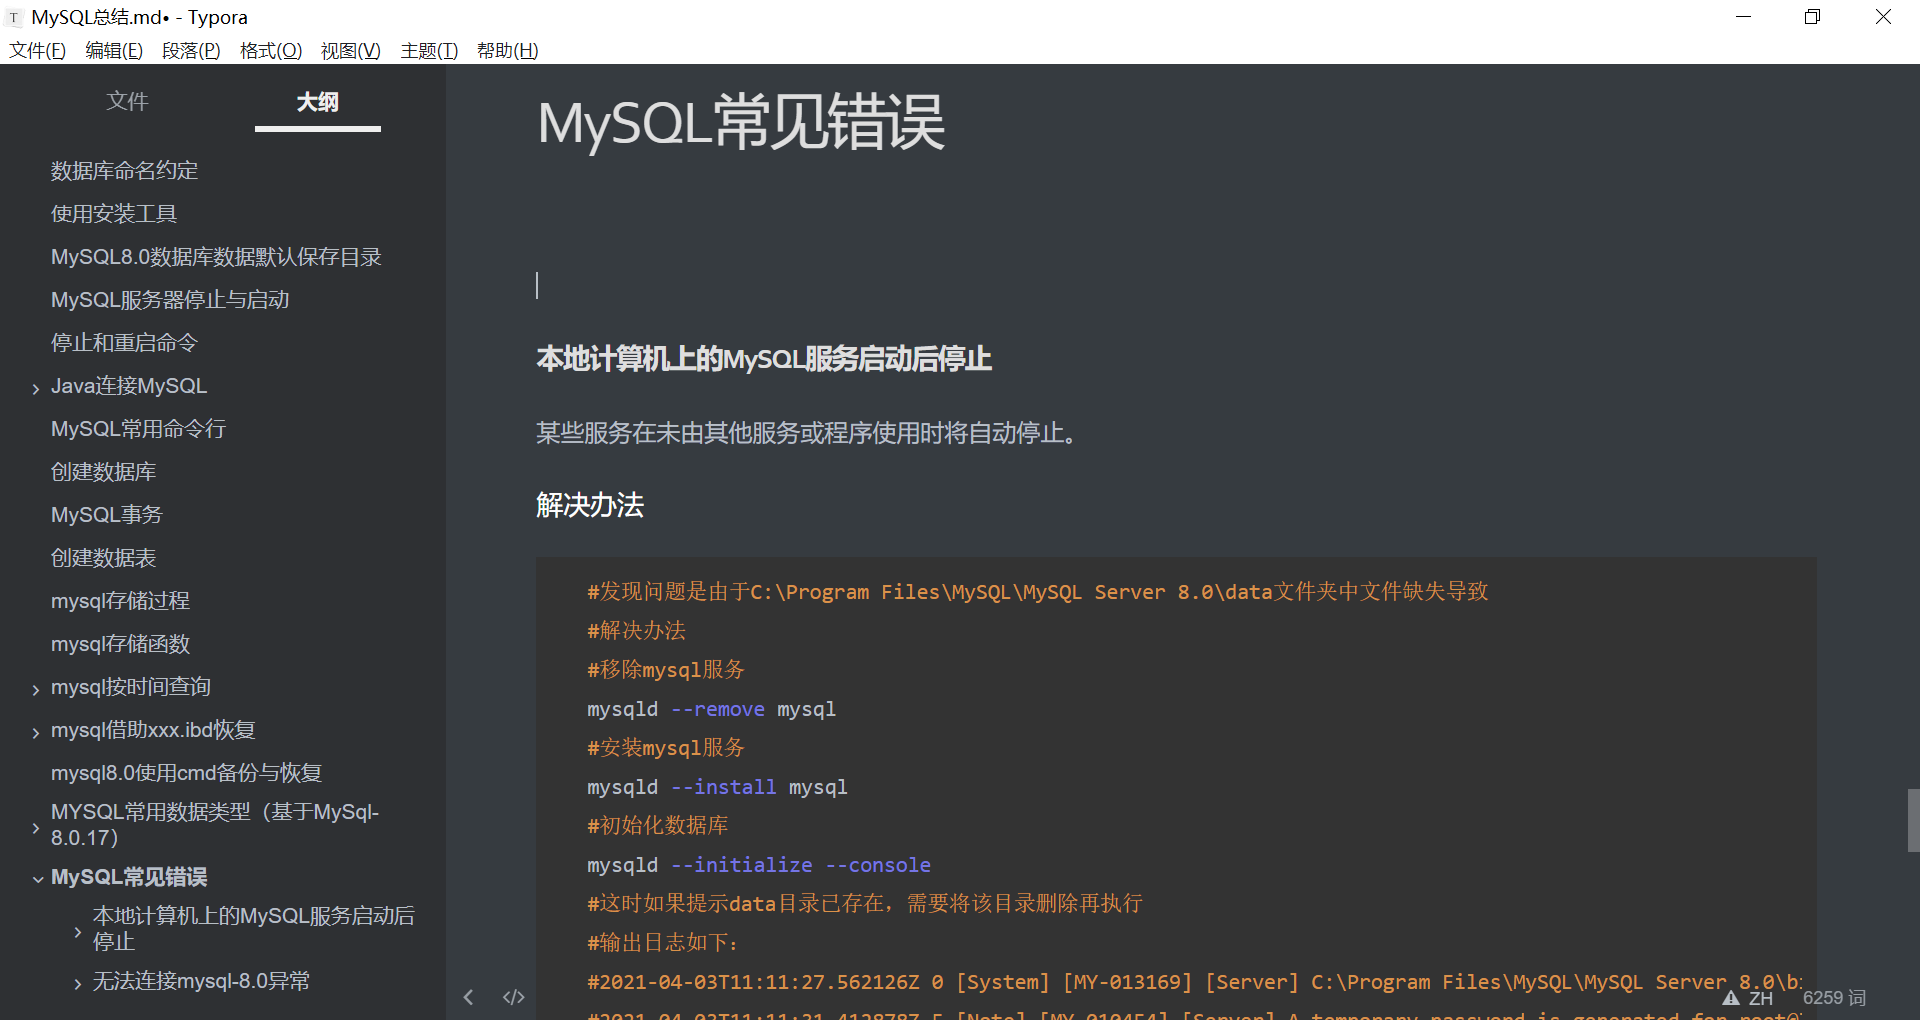 MySQL总结.md• - Typora
文件(F) 编辑(E) 段落(P) 格式(O) 视图(V) 主题(T) 帮助(H)
文件 大纲
数据库命名约定
使用安装工具
MySQL8.0数据库数据默认保存目录
MySQL服务器停止与启动
停止和重启命令
Java连接MySQL
MySQL常用命令行
创建数据库
MySQL事务
创建数据表
mysql存储过程
mysql存储函数
mysql按时间查询
mysql借助xxx.ibd恢复
mysql8.0使用cmd备份与恢复
MYSQL常用数据类型（基于MySql-
8.0.17）
MySQL常见错误
本地计算机上的MySQL服务启动后
停止
无法连接mysql-8.0异常
MySQL常见错误
本地计算机上的MySQL服务启动后停止
某些服务在未由其他服务或程序使用时将自动停止。
解决办法
#发现问题是由于C:\Program Files\MySQL\MySQL Server 8.0\data文件夹中文件缺失导致
#解决办法
#移除mysql服务
mysqld --remove mysql
#安装mysql服务
mysqld --install mysql
#初始化数据库
mysqld --initialize --console
#这时如果提示data目录已存在，需要将该目录删除再执行
#输出日志如下：
#2021-04-03T11:11:27.562126Z 0 [System] [MY-013169] [Server] C:\Program Files\MySQL\MySQL Server 8.0\b
#2021-04-03T11:11:31.412878Z 5 [Note] [MY-010454] [Server] A temporary password is generated for root@
ZH 6259 词